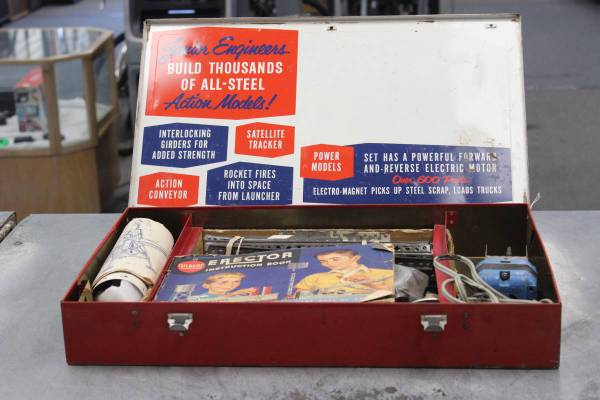 Junior Engineers
BUILD THOUSANDS
OF ALL-STEEL
Action Models!
INTERLOCKING
GIRDERS FOR
ADDED STRENGTH
SATELLITE
TRACKER
ACTION
CONVEYOR
ROCKET FIRES
INTO SPACE
FROM LAUNCHER
POWER
MODELS
SET HAS A POWERFUL FORWARD
AND-REVERSE ELECTRIC MOTOR
Over 600 Parts
ELECTRO-MAGNET PICKS UP STEEL SCRAP, LOADS TRUCKS
ERECTOR
INSTRUCTION BOOK